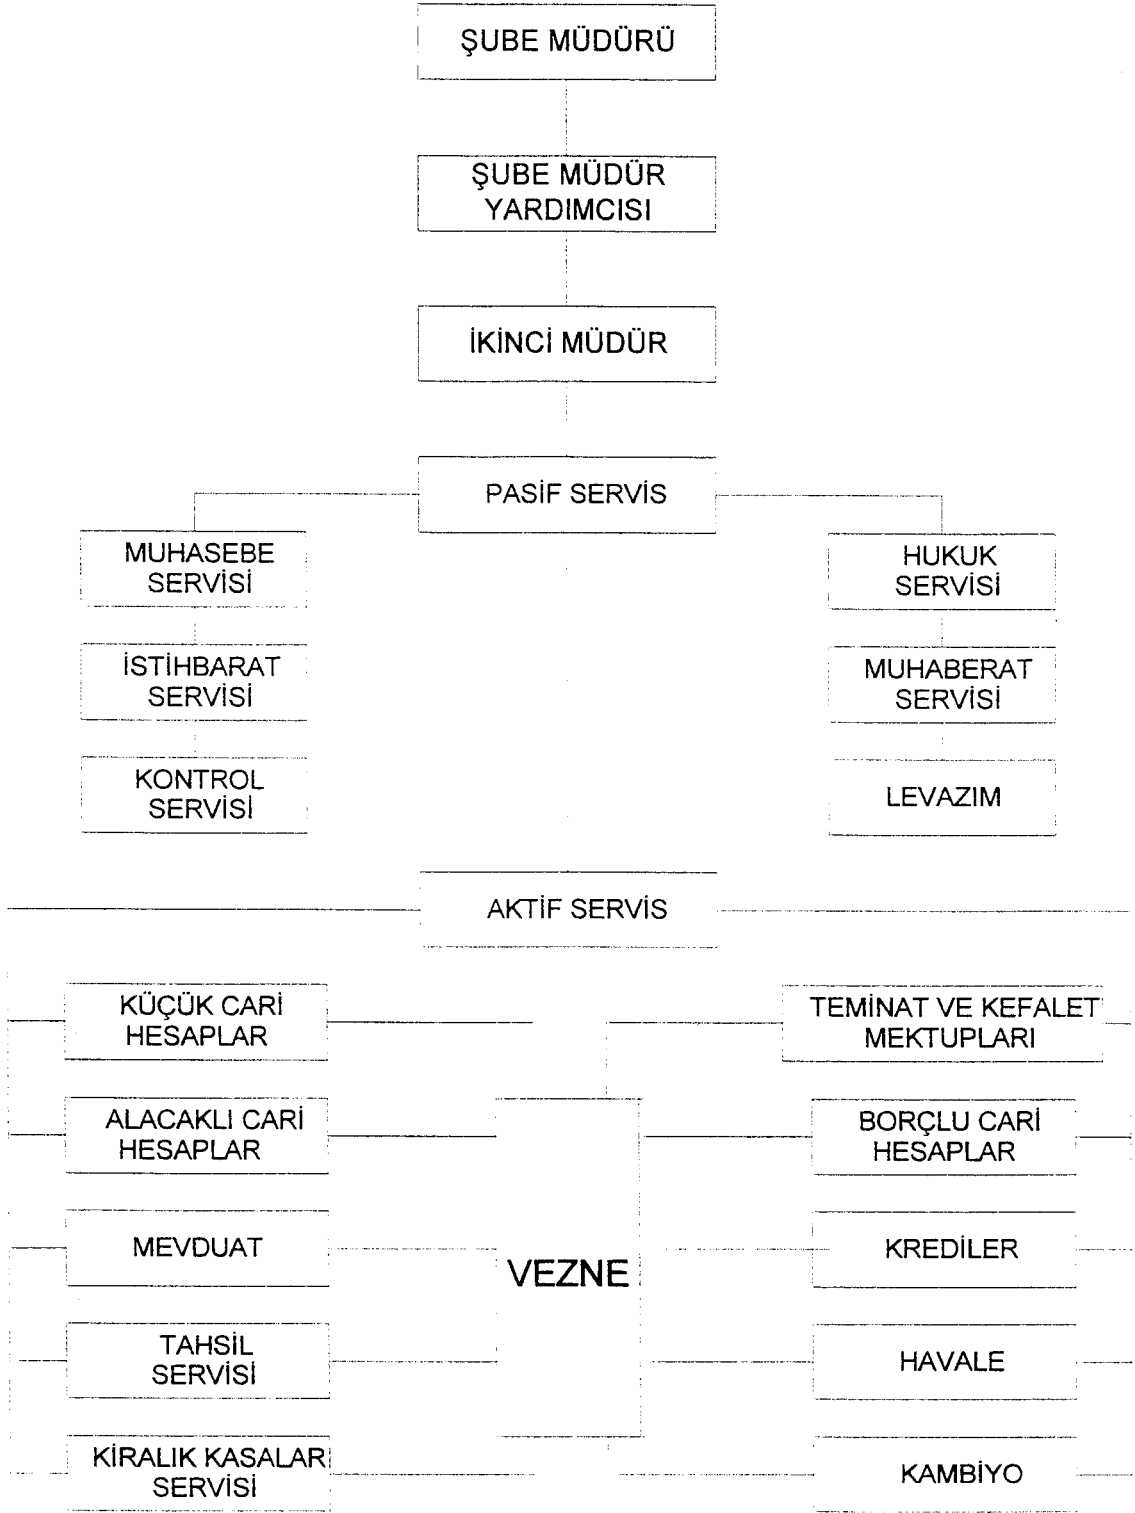 ŞUBE MÜDÜRÜ
ŞUBE MÜDÜR
YARDIMCISI
İKİNCİ MÜDÜR
PASİF SERVİS
MUHASEBE
SERVİSİ
HUKUK
SERVİSİ
İSTİHBARAT
SERVİSİ
MUHABERAT
SERVİSİ
KONTROL
SERVİSİ
LEVAZIM
AKTİF SERVİS
KÜÇÜK CARİ
HESAPLAR
TEMİNAT VE KEFALET
MEKTUPLARI
ALACAKLI CARİ
HESAPLAR
BORÇLU CARİ
HESAPLAR
MEVDUAT
VEZNE
KREDİLER
TAHSİL
SERVİSİ
HAVALE
KİRALIK KASALAR
SERVİSİ
KAMBİYO